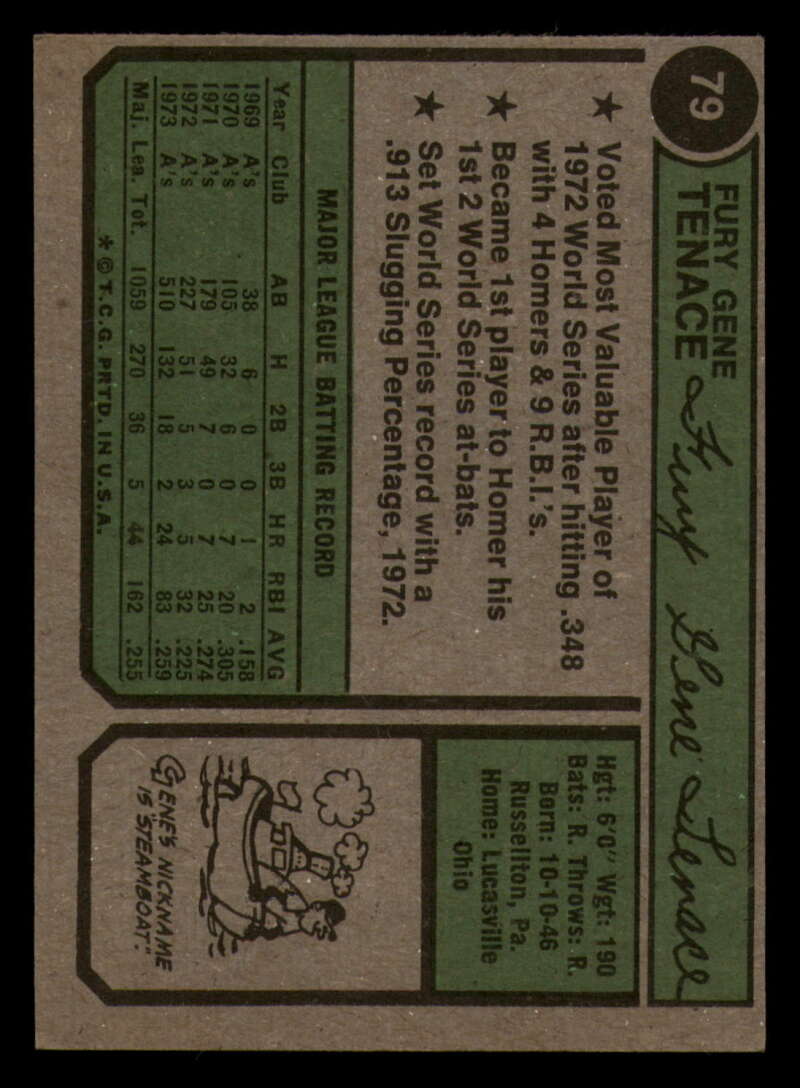 79
FURY GENE
TENACE
Fury Gene Tenace
★ Voted Most Valuable Player of
1972 World Series after hitting .348
with 4 Homers & 9 R.B.I.'s.
★ Became 1st player to Homer his
1st 2 World Series at-bats.
★ Set World Series record with a
.913 Slugging Percentage, 1972.
MAJOR LEAGUE BATTING RECORD
Year Club AB H 2B 3B HR RBI AVG
1969 A's 38 6 0 0 1 2 .158
1970 A's 105 32 6 0 7 20 .305
1971 A's 179 49 7 0 7 25 .274
1972 A's 227 51 5 3 5 32 .225
1973 A's 510 132 18 2 24 83 .259
Maj. Lea. Tot. 1059 270 36 5 44 162 .255
* © T.C.G. PRTD. IN U.S.A.
Hgt: 6'0" Wgt: 190
Bats: R. Throws: R.
Born: 10-10-46
Russellton, Pa.
Home: Lucasville
Ohio
GENE'S NICKNAME
IS "STEAMBOAT."